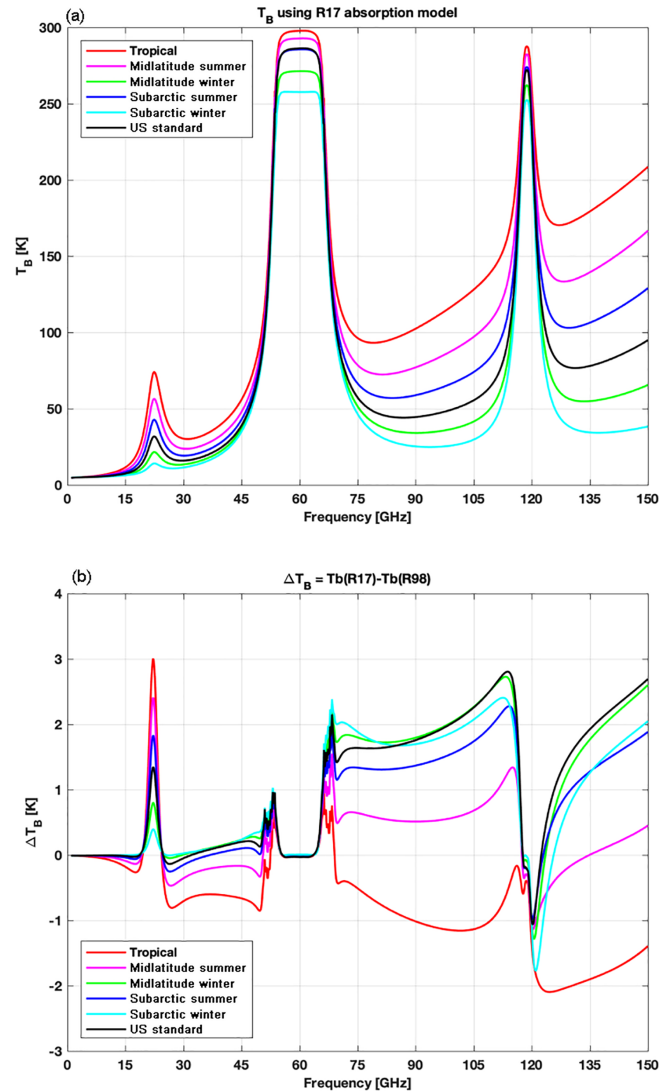 (a)
T_B using R17 absorption model
300
250
200
150
100
50
0
T_B [K]
Tropical
Midlatitude summer
Midlatitude winter
Subarctic summer
Subarctic winter
US standard
0 15 30 45 60 75 90 105 120 135 150
Frequency [GHz]
(b)
ΔT_B = Tb(R17)-Tb(R98)
4
3
2
1
0
-1
-2
-3
ΔT_B [K]
Tropical
Midlatitude summer
Midlatitude winter
Subarctic summer
Subarctic winter
US standard
0 15 30 45 60 75 90 105 120 135 150
Frequency [GHz]